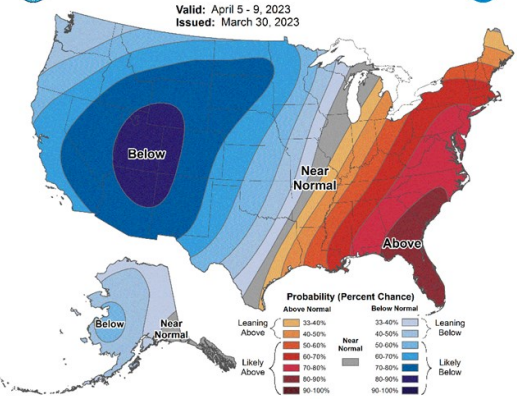 Valid: April 5 - 9, 2023
Issued: March 30, 2023
Below
Near
Normal
Above
Below
Near
Normal
Probability (Percent Chance)
Above Normal
Below Normal
Leaning
Above
33-40%
40-50%
Likely
Above
50-60%
60-70%
70-80%
80-90%
90-100%
Near
Normal
33-40%
40-50%
Leaning
Below
50-60%
60-70%
70-80%
80-90%
90-100%
Likely
Below